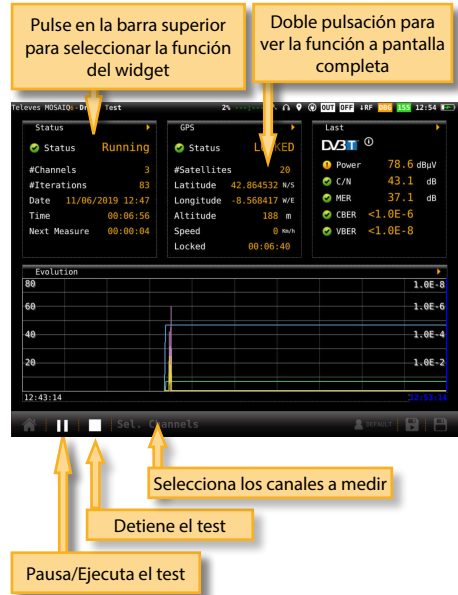 Pulse en la barra superior
para seleccionar la función
del widget
Doble pulsación para
ver la función a pantalla
completa
Televes MOSAIQ6- Test 2% OUT OFF ↓RF 086 155 12:54
Status
Status Running
#Channels 3
#Iterations 83
Date 11/06/2019 12:47
Time 00:06:56
Next Measure 00:00:04
GPS
Status
#Satellites 20
Latitude 42.864532 N/S
Longitude -8.568417 W/E
Altitude 188 m
Speed 0 Km/h
Locked 00:06:40
Last
DVB T
Power 78.6 dBμV
C/N 43.1 dB
MER 37.1 dB
CBER <1.0E-6
VBER <1.0E-8
Evolution
80 1.0E-8
60 1.0E-6
40 1.0E-4
20 1.0E-2
12:43:14 12:53:14
Sel. Channels DEFAULT
Selecciona los canales a medir
Detiene el test
Pausa/Ejecuta el test